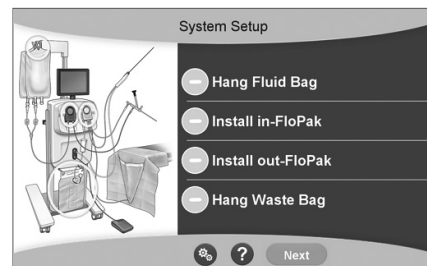 System Setup
Hang Fluid Bag
Install in-FloPak
Install out-FloPak
Hang Waste Bag
?
Next